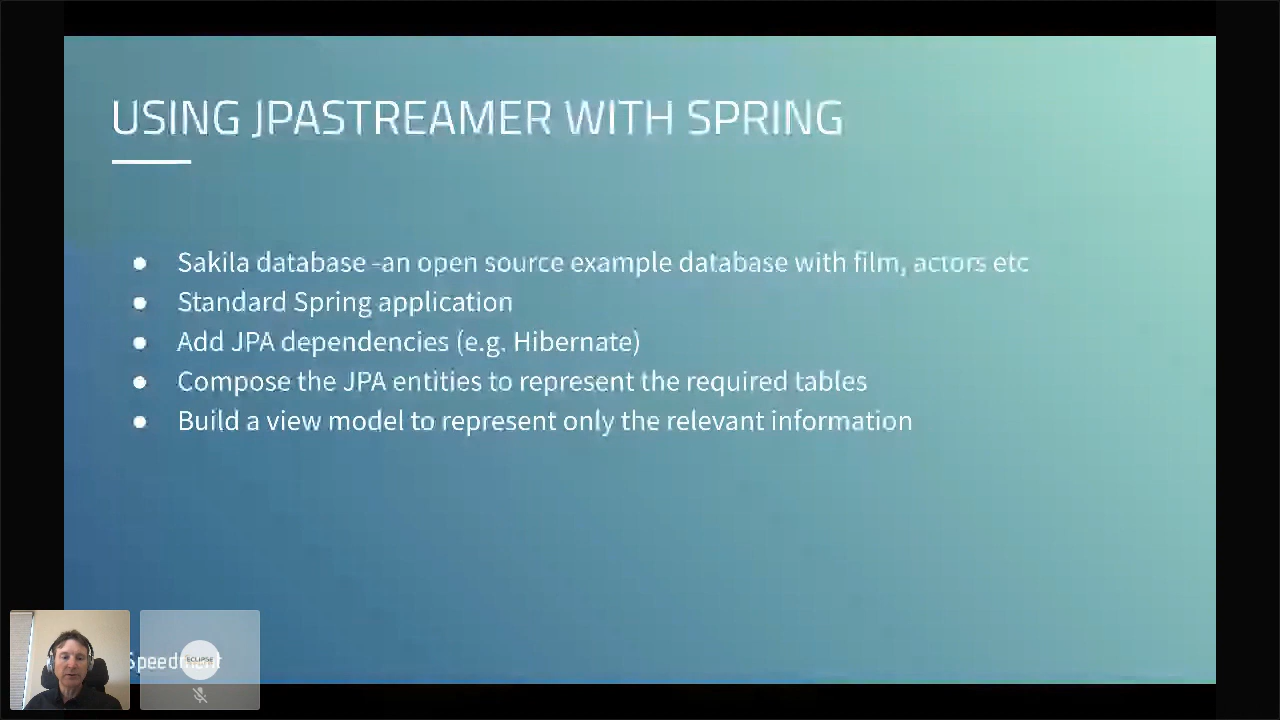 USING JPASTREAMER WITH SPRING
● Sakila database -an open source example database with film, actors etc
● Standard Spring application
● Add JPA dependencies (e.g. Hibernate)
● Compose the JPA entities to represent the required tables
● Build a view model to represent only the relevant information
Speedment
ECLIPSE